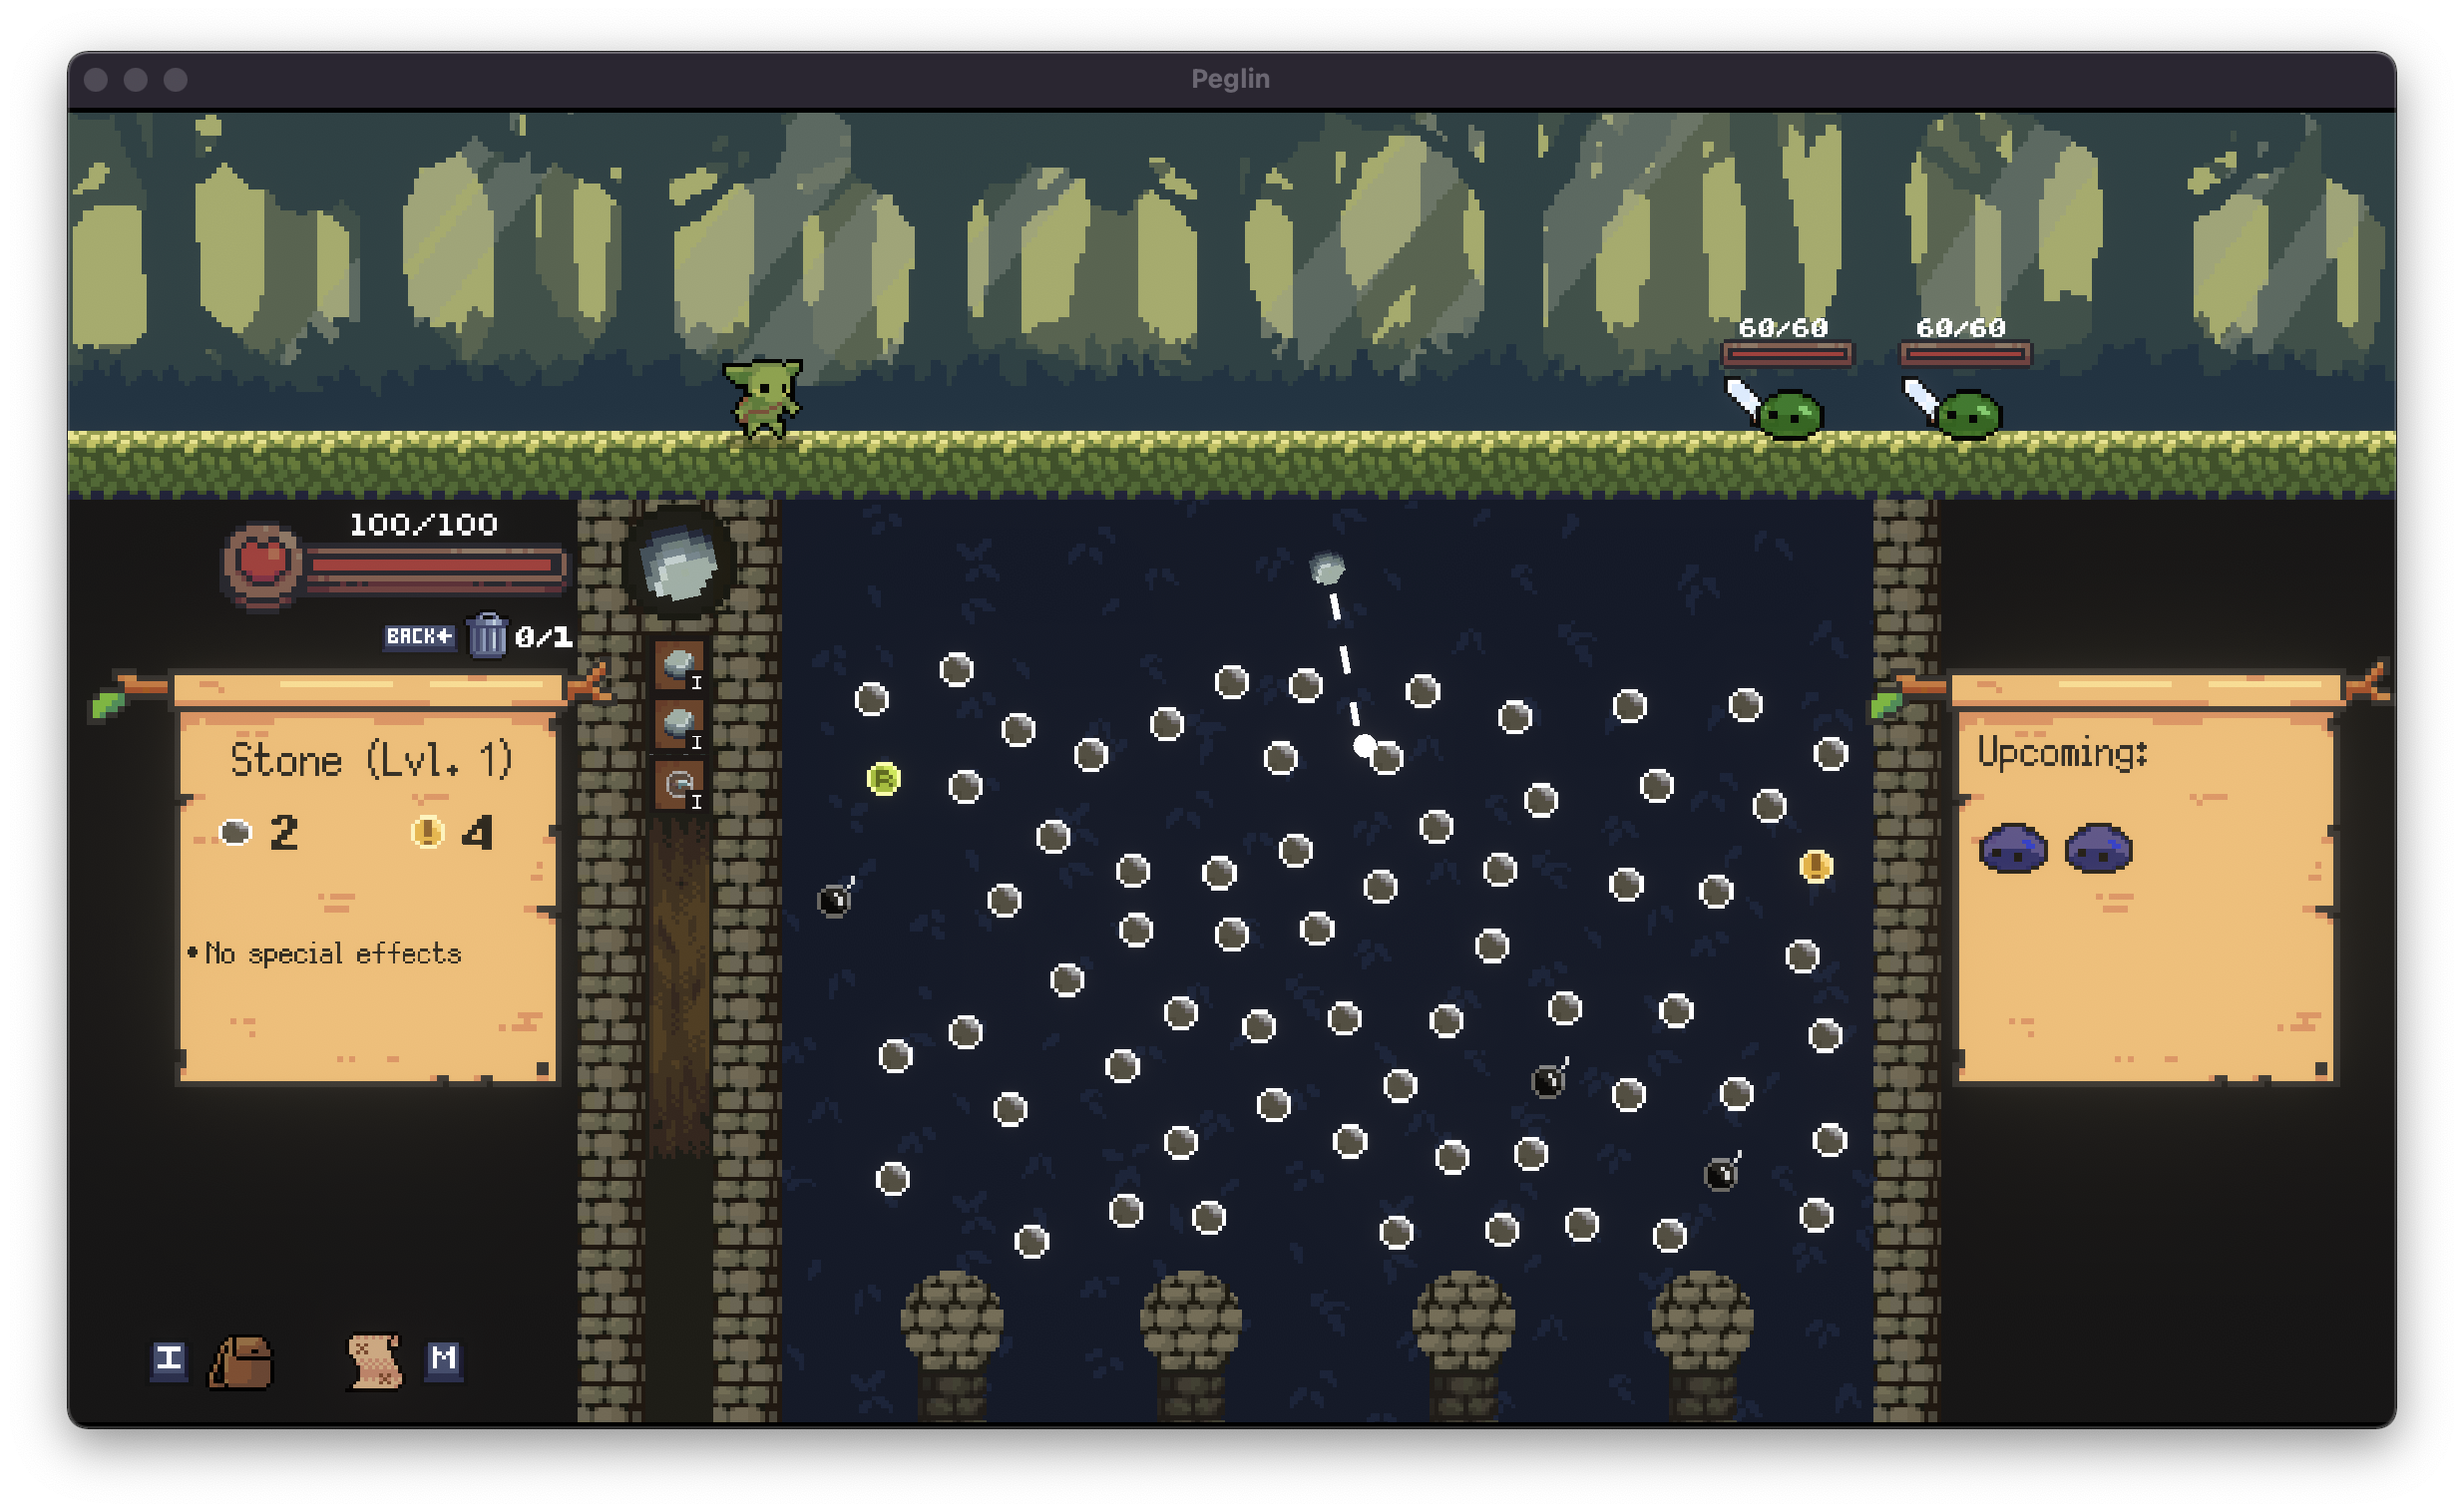 Peglin
60/60 60/60
100/100
BACK 0/1
I
I
I
Stone (Lvl. 1)
2 ! 4
• No special effects
Upcoming:
B
!
I M